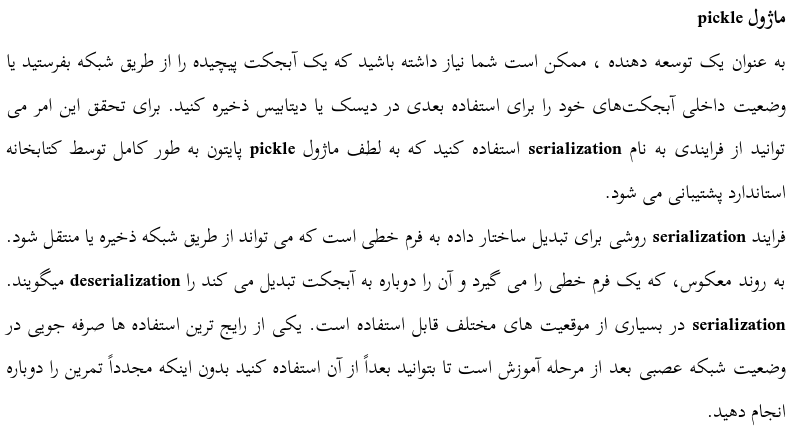 ماژول pickle
به عنوان یک توسعه دهنده ، ممکن است شما نیاز داشته باشید که یک آبجکت پیچیده را از طریق شبکه بفرستید یا
وضعیت داخلی آبجکت‌های خود را برای استفاده بعدی در دیسک یا دیتابیس ذخیره کنید. برای تحقق این امر می
توانید از فرایندی به نام serialization استفاده کنید که به لطف ماژول pickle پایتون به طور کامل توسط کتابخانه
استاندارد پشتیبانی می شود.
فرایند serialization روشی برای تبدیل ساختار داده به فرم خطی است که می تواند از طریق شبکه ذخیره یا منتقل شود.
به روند معکوس، که یک فرم خطی را می گیرد و آن را دوباره به آبجکت تبدیل می کند را deserialization میگویند.
serialization در بسیاری از موقعیت های مختلف قابل استفاده است. یکی از رایج ترین استفاده ها صرفه جویی در
وضعیت شبکه عصبی بعد از مرحله آموزش است تا بتوانید بعداً از آن استفاده کنید بدون اینکه مجدداً تمرین را دوباره
انجام دهید.